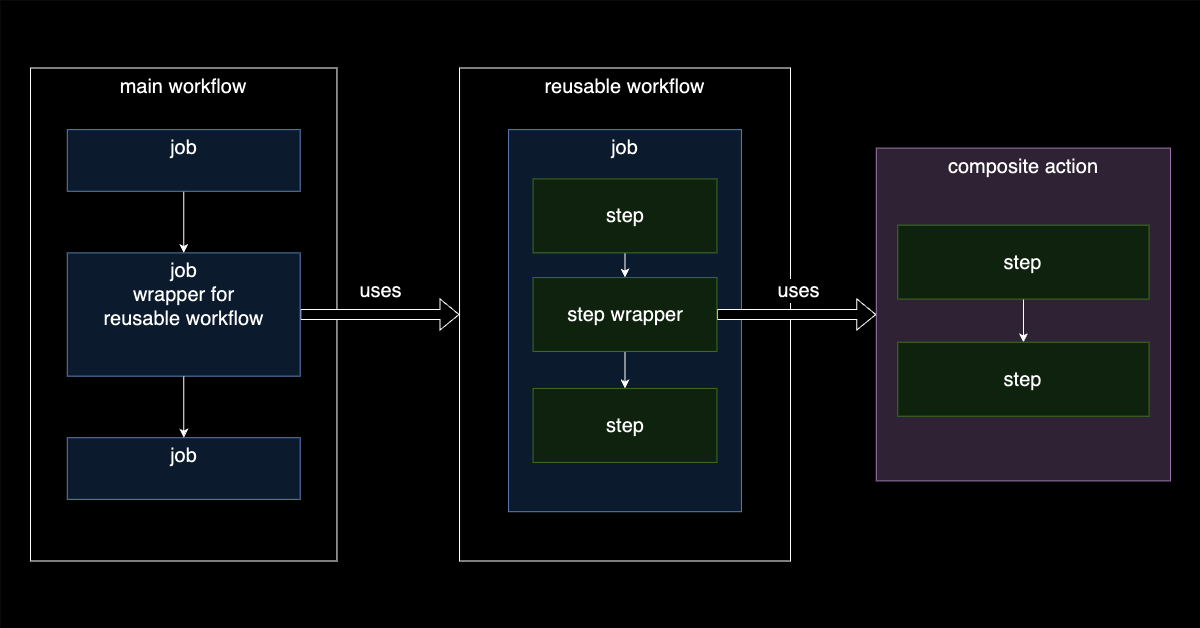 main workflow
job
job
wrapper for
reusable workflow
job
uses
reusable workflow
job
step
step wrapper
step
uses
composite action
step
step